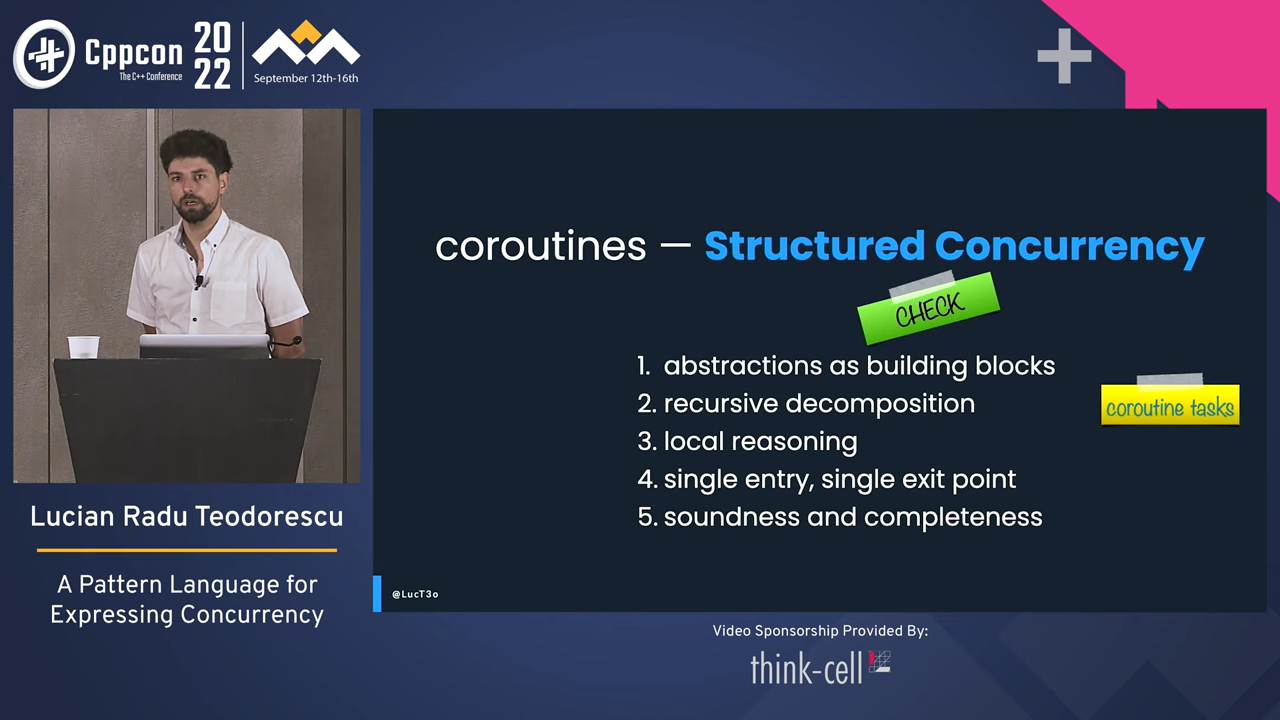 Cppcon
The C++ Conference
20
22
September 12th-16th
coroutines — Structured Concurrency
CHECK
1. abstractions as building blocks
2. recursive decomposition
3. local reasoning
4. single entry, single exit point
5. soundness and completeness
coroutine tasks
@LucT3o
Lucian Radu Teodorescu
A Pattern Language for
Expressing Concurrency
Video Sponsorship Provided By:
think-cell